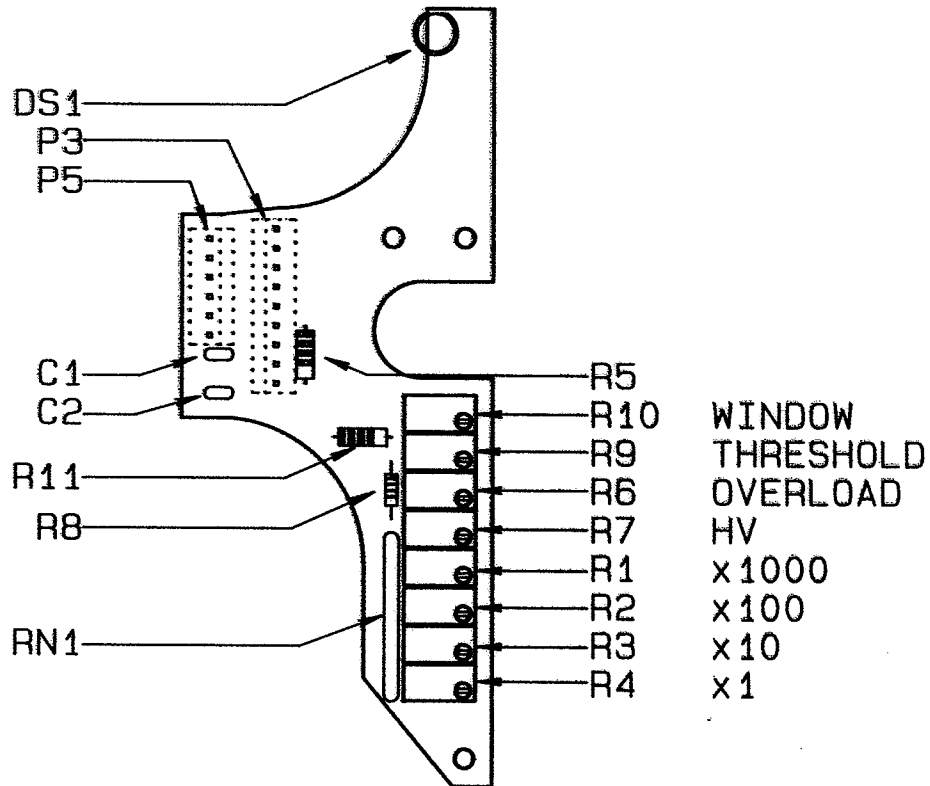 DS1
P3
P5
C1
C2
R11
R8
RN1
R5
R10 WINDOW
R9 THRESHOLD
R6 OVERLOAD
R7 HV
R1 x1000
R2 x100
R3 x10
R4 x1